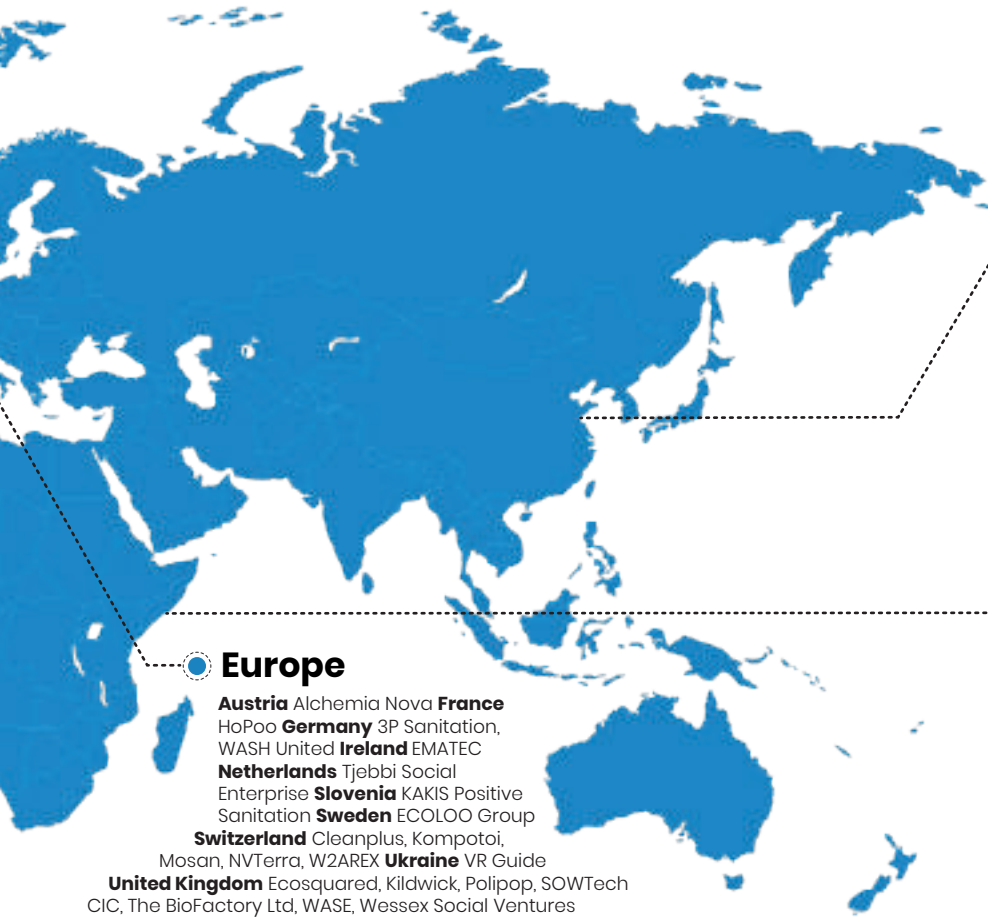 Europe
Austria Alchemia Nova France
HoPoo Germany 3P Sanitation,
WASH United Ireland EMATEC
Netherlands Tjebbi Social
Enterprise Slovenia KAKIS Positive
Sanitation Sweden ECOLOO Group
Switzerland Cleanplus, Kompotoi,
Mosan, NVTerra, W2AREX Ukraine VR Guide
United Kingdom Ecosquared, Kildwick, Polipop, SOWTech
CIC, The BioFactory Ltd, WASE, Wessex Social Ventures